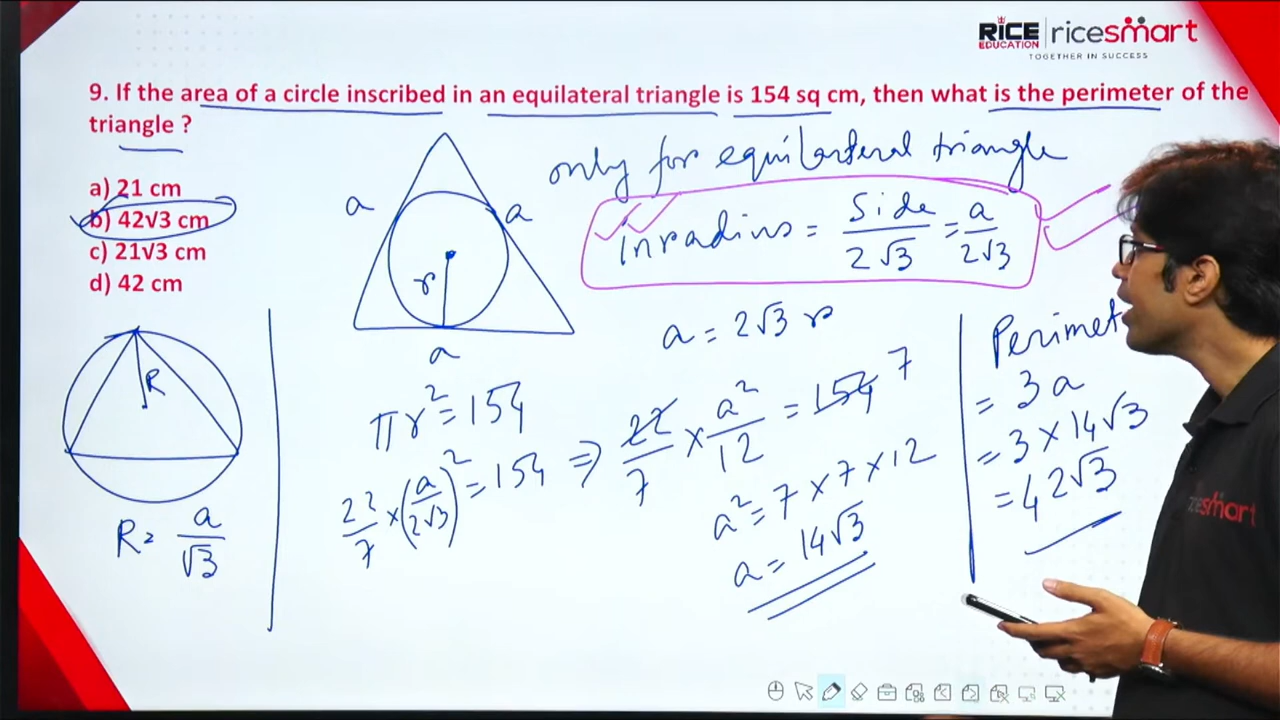 RICE EDUCATION | ricesmart
TOGETHER IN SUCCESS
9. If the area of a circle inscribed in an equilateral triangle is 154 sq cm, then what is the perimeter of the
triangle ?
a) 21 cm
b) 42√3 cm
c) 21√3 cm
d) 42 cm
only for equilateral triangle
Inradius = Side/2√3 = a/2√3
a
a
r
a
a = 2√3 r
R
R = a/√3
πr² = 154
22/7 × (a/2√3)² = 154
⇒ 22/7 × a²/12 = 154 7
a² = 7 × 7 × 12
a = 14√3
Perimet
= 3a
= 3 × 14√3
= 42√3
smart